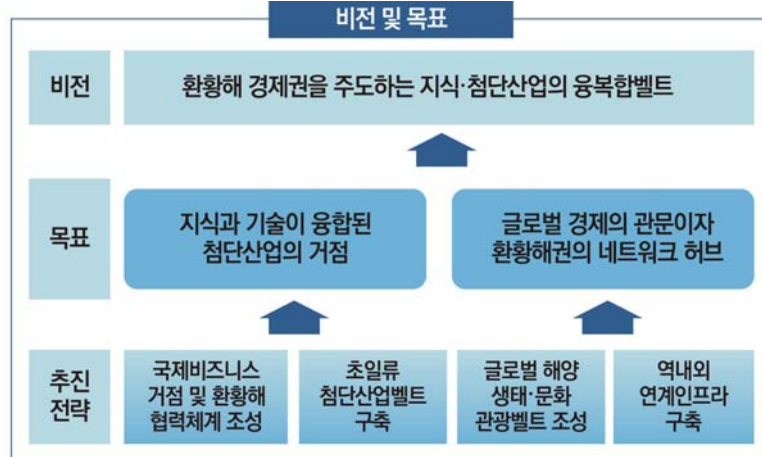 비전 및 목표
비전
환황해 경제권을 주도하는 지식·첨단산업의 융복합벨트
목표
지식과 기술이 융합된
첨단산업의 거점
글로벌 경제의 관문이자
환황해권의 네트워크 허브
추진
전략
국제비즈니스
거점 및 환황해
협력체계 조성
초일류
첨단산업벨트
구축
글로벌 해양
생태·문화
관광벨트 조성
역내외
연계인프라
구축